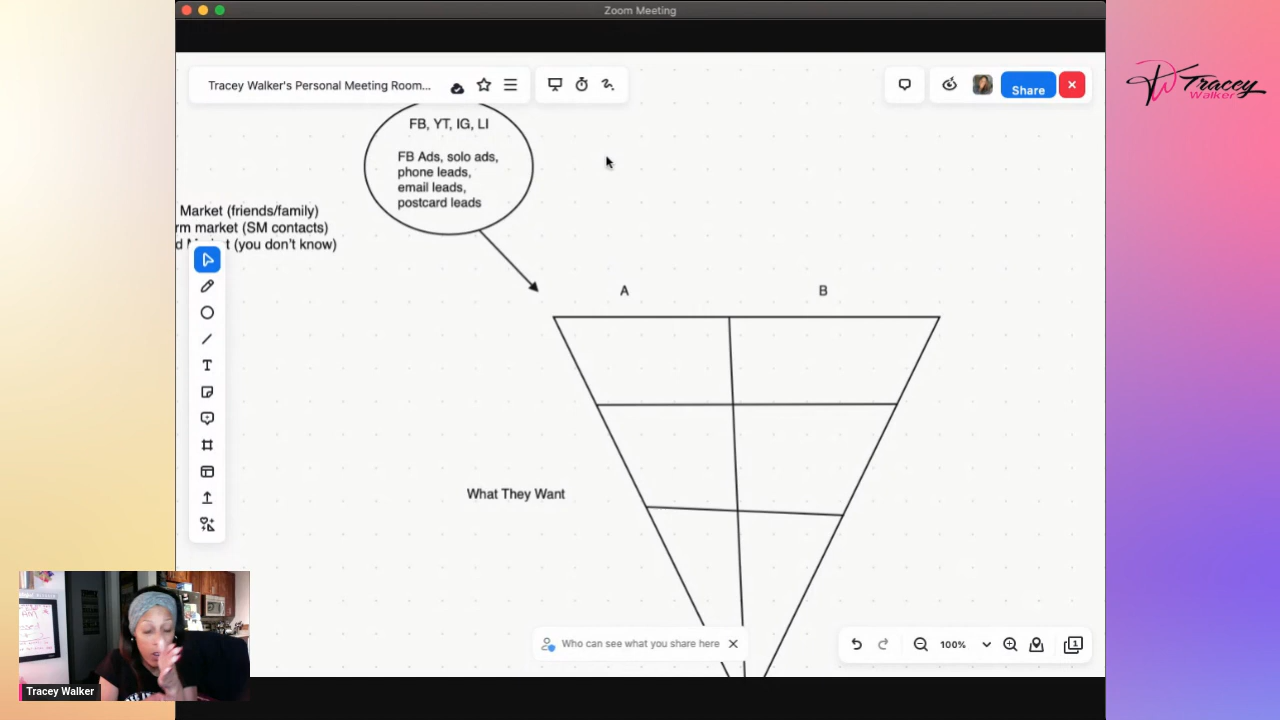 Zoom Meeting
Tracey Walker's Personal Meeting Room...
Share
Tracey
Walker
FB, YT, IG, LI
FB Ads, solo ads,
phone leads,
email leads,
postcard leads
Market (friends/family)
rm market (SM contacts)
(you don't know)
A
B
What They Want
T
Who can see what you share here
100%
1
Tracey Walker